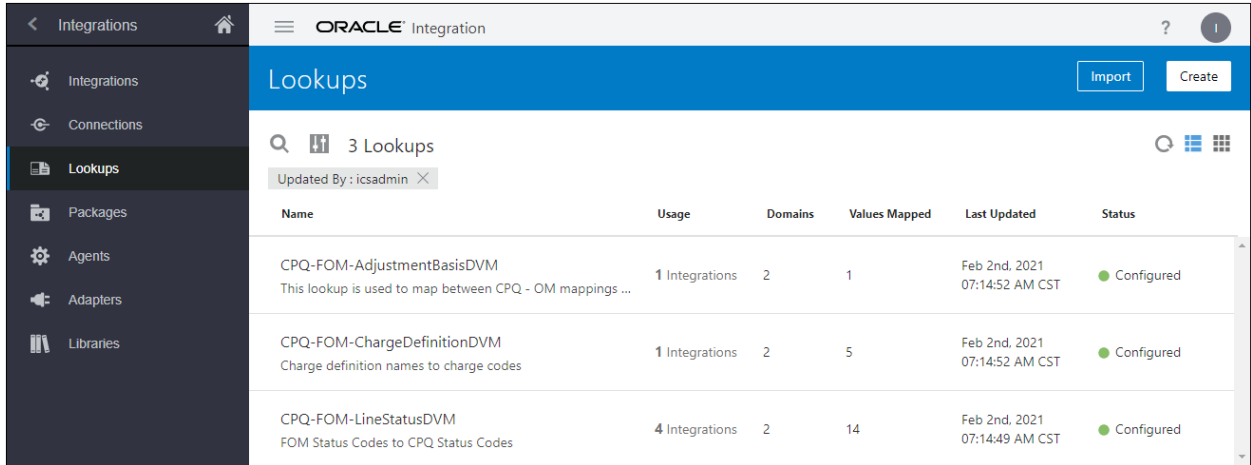 Integrations
ORACLE Integration
?
I
Integrations
Connections
Lookups
Packages
Agents
Adapters
Libraries
Lookups
Import
Create
3 Lookups
Updated By : icsadmin
Name Usage Domains Values Mapped Last Updated Status
CPQ-FOM-AdjustmentBasisDVM
This lookup is used to map between CPQ - OM mappings ...
1 Integrations 2 1
Feb 2nd, 2021
07:14:52 AM CST
Configured
CPQ-FOM-ChargeDefinitionDVM
Charge definition names to charge codes
1 Integrations 2 5
Feb 2nd, 2021
07:14:52 AM CST
Configured
CPQ-FOM-LineStatusDVM
FOM Status Codes to CPQ Status Codes
4 Integrations 2 14
Feb 2nd, 2021
07:14:49 AM CST
Configured